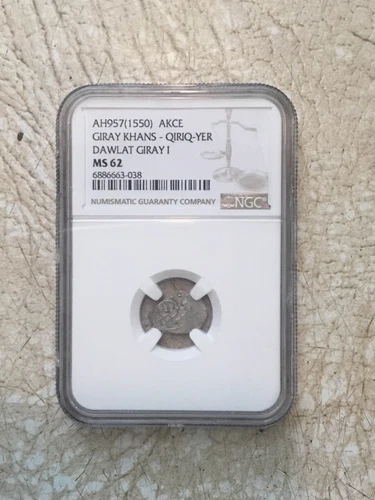 AH957(1550) AKCE
GIRAY KHANS - QIRIQ-YER
DAWLAT GIRAY I
MS 62
6886663-038
NUMISMATIC GUARANTY COMPANY
NGC